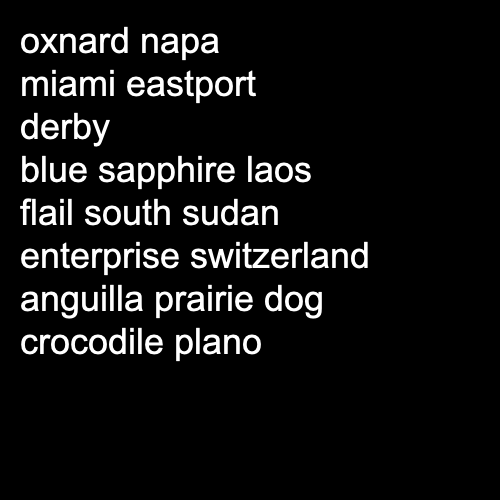 oxnard napa
miami eastport
derby
blue sapphire laos
flail south sudan
enterprise switzerland
anguilla prairie dog
crocodile plano